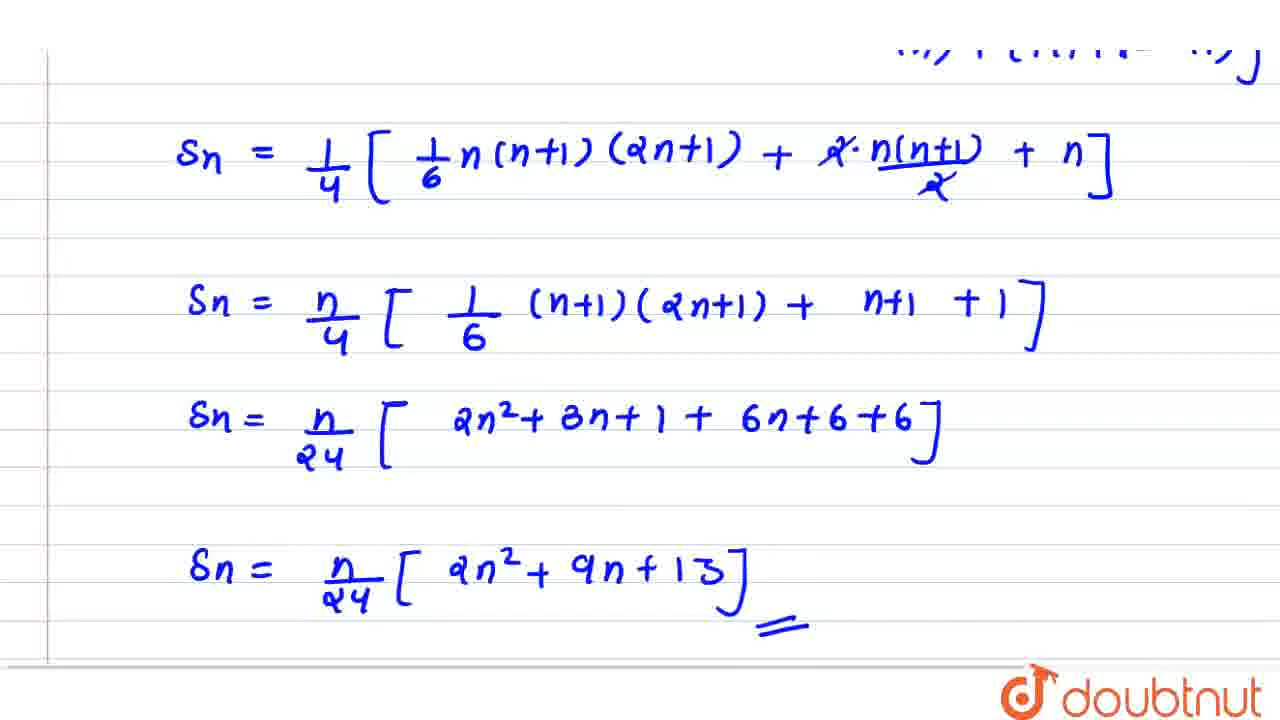 Sn = 1/4 [ 1/6 n(n+1)(2n+1) + 2· n(n+1)/2 + n ]
Sn = n/4 [ 1/6 (n+1)(2n+1) + n+1 + 1 ]
Sn = n/24 [ 2n² + 3n + 1 + 6n + 6 + 6 ]
Sn = n/24 [ 2n² + 9n + 13 ]
doubtnut